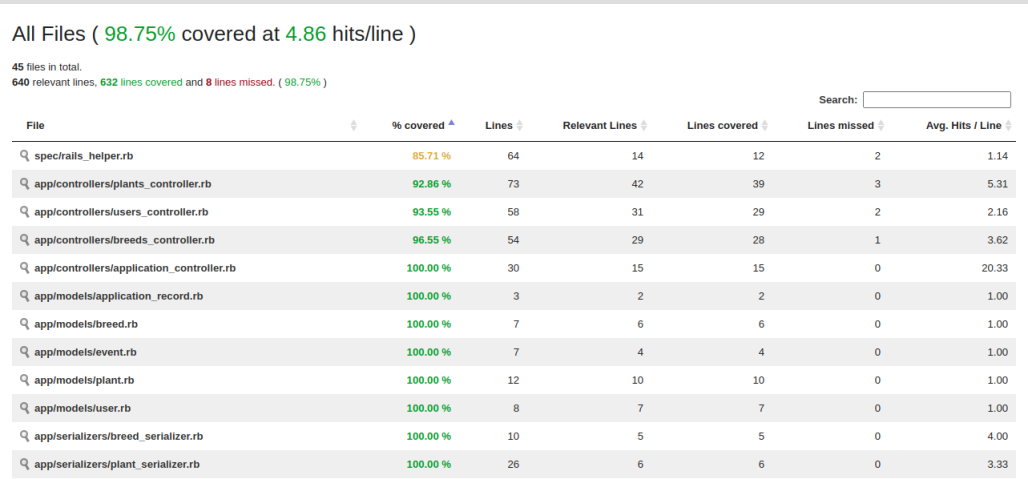 All Files ( 98.75% covered at 4.86 hits/line )
45 files in total.
640 relevant lines, 632 lines covered and 8 lines missed. ( 98.75% )
Search:
File % covered Lines Relevant Lines Lines covered Lines missed Avg. Hits / Line
spec/rails_helper.rb 85.71 % 64 14 12 2 1.14
app/controllers/plants_controller.rb 92.86 % 73 42 39 3 5.31
app/controllers/users_controller.rb 93.55 % 58 31 29 2 2.16
app/controllers/breeds_controller.rb 96.55 % 54 29 28 1 3.62
app/controllers/application_controller.rb 100.00 % 30 15 15 0 20.33
app/models/application_record.rb 100.00 % 3 2 2 0 1.00
app/models/breed.rb 100.00 % 7 6 6 0 1.00
app/models/event.rb 100.00 % 7 4 4 0 1.00
app/models/plant.rb 100.00 % 12 10 10 0 1.00
app/models/user.rb 100.00 % 8 7 7 0 1.00
app/serializers/breed_serializer.rb 100.00 % 10 5 5 0 4.00
app/serializers/plant_serializer.rb 100.00 % 26 6 6 0 3.33